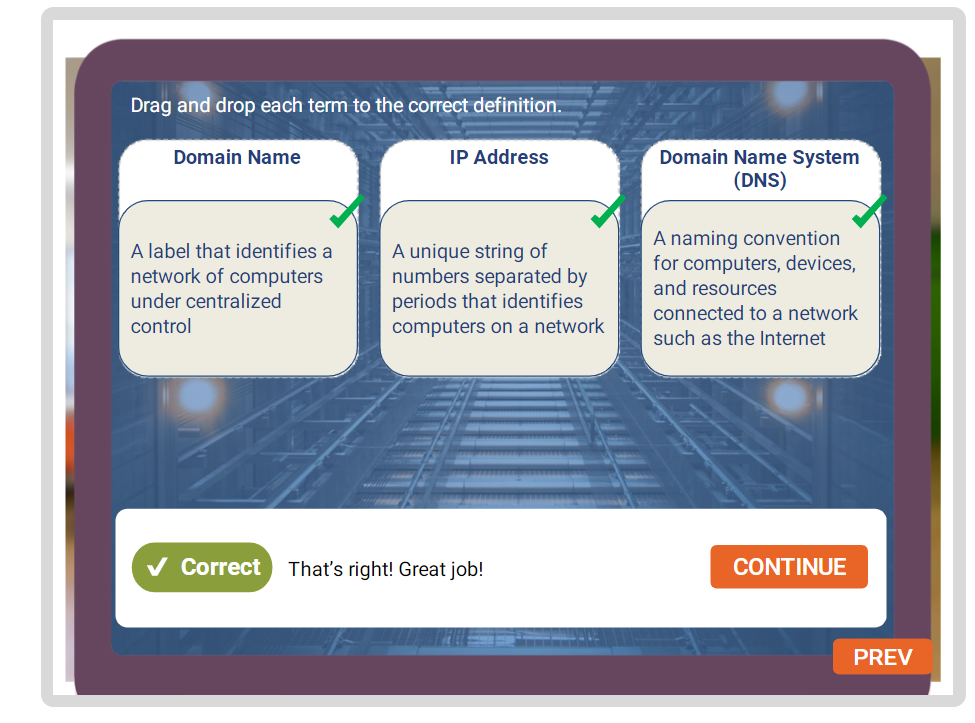 Drag and drop each term to the correct definition.
Domain Name
A label that identifies a
network of computers
under centralized
control
IP Address
A unique string of
numbers separated by
periods that identifies
computers on a network
Domain Name System
(DNS)
A naming convention
for computers, devices,
and resources
connected to a network
such as the Internet
Correct
That’s right! Great job!
CONTINUE
PREV